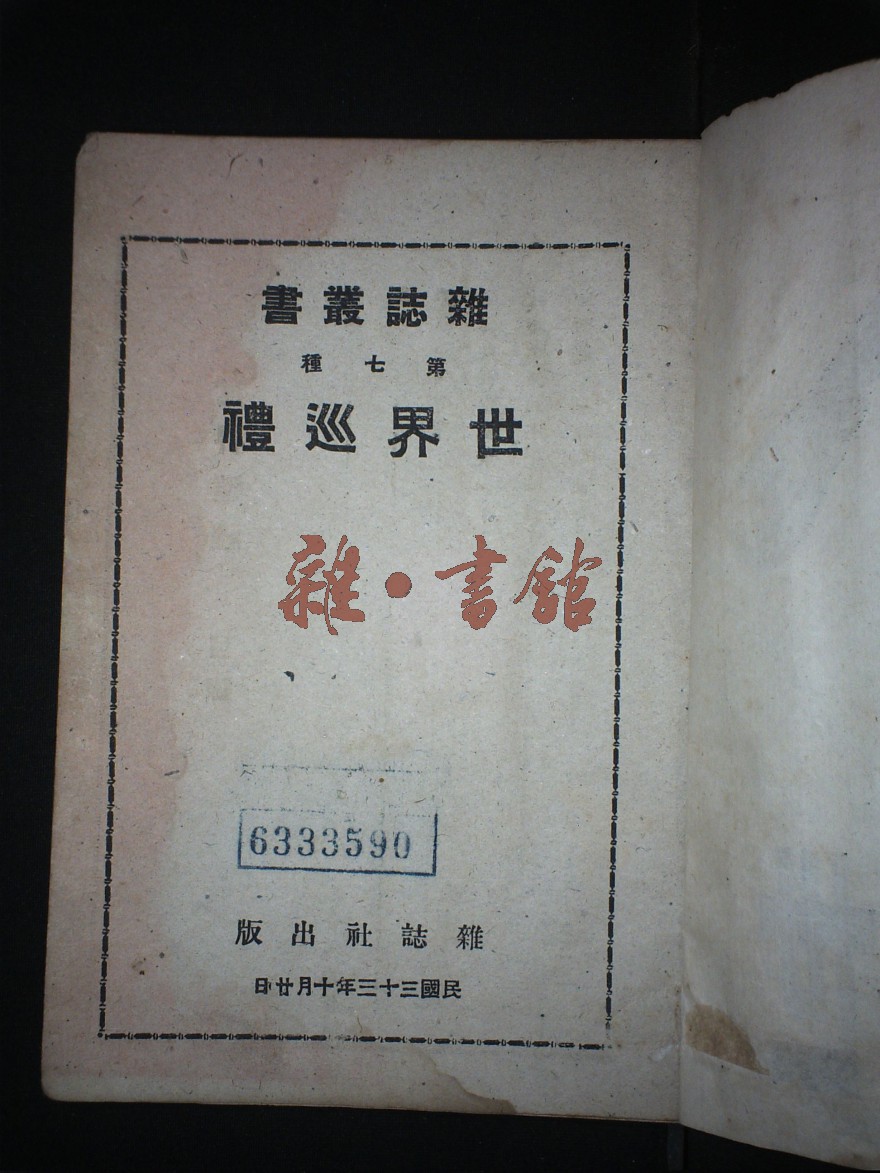 雜誌叢書
第七種
世界巡禮
雜·書館
6333590
雜誌社出版
民國三十三年十月廿日